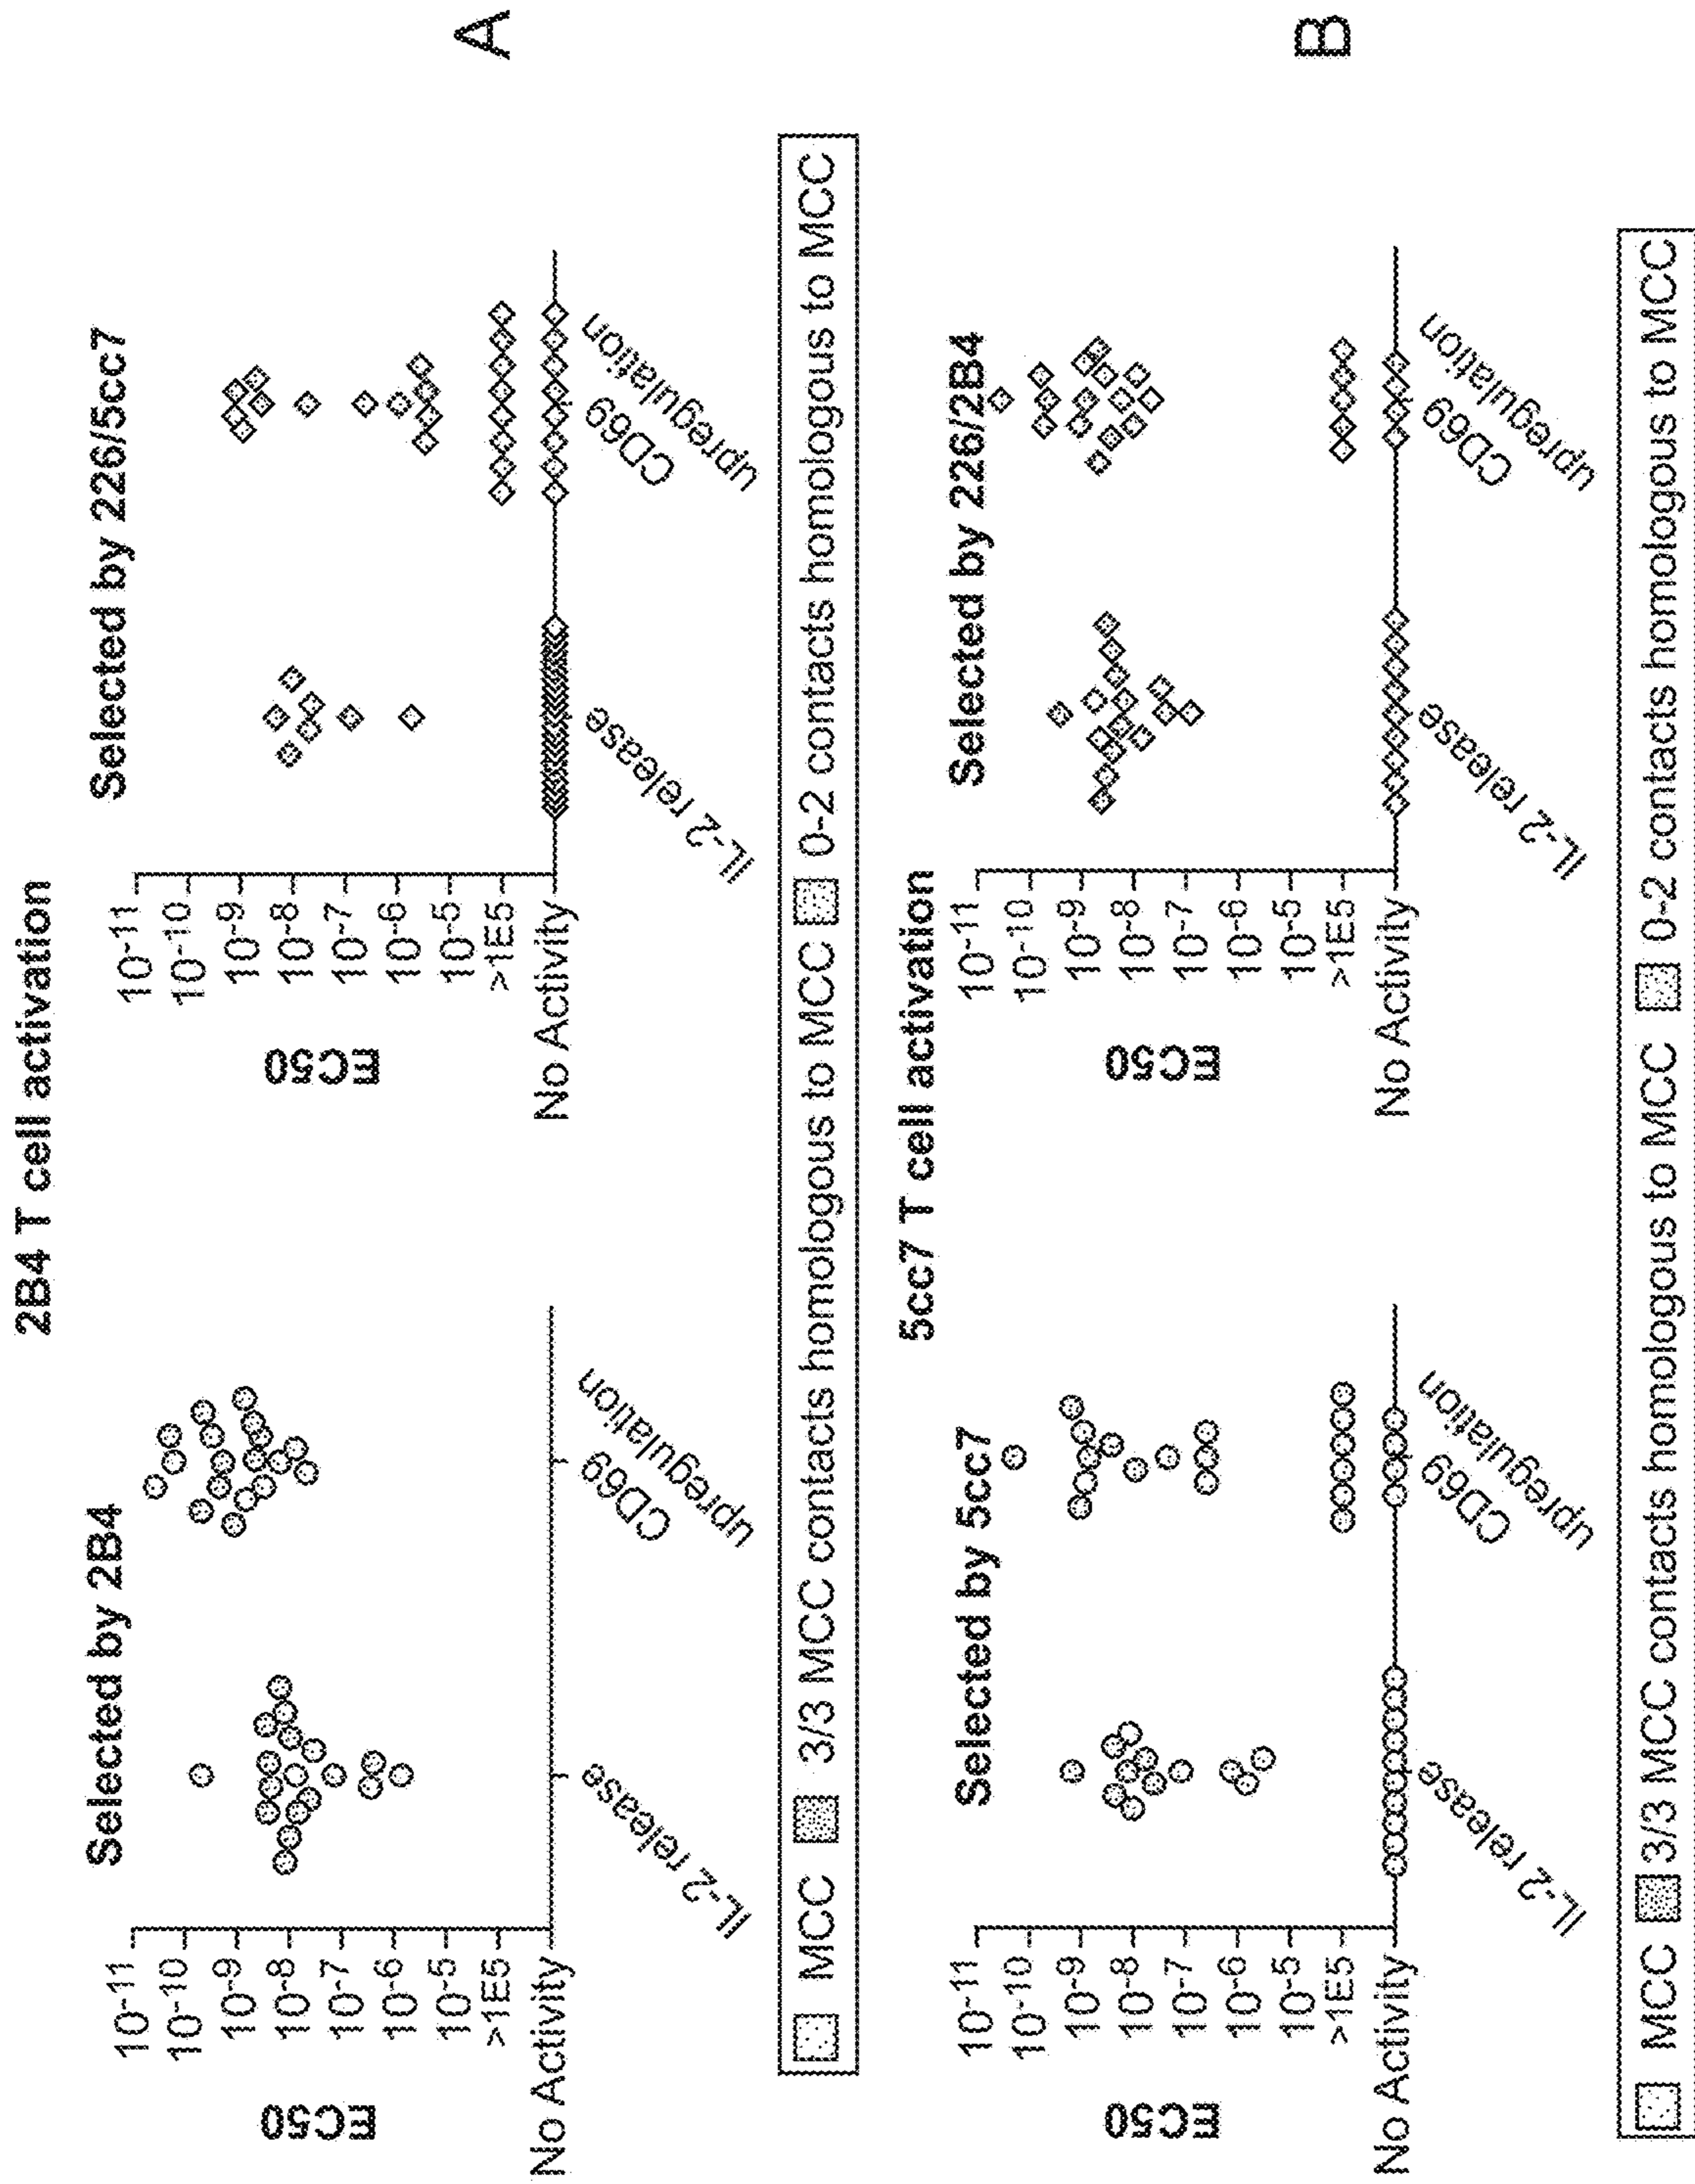 2B4 T cell activation
A
Selected by 2B4
EC50
10-11
10-10
10-9
10-8
10-7
10-6
10-5
>1E5
No Activity
IL-2 release
CD69
upregulation
Selected by 226/5cc7
EC50
10-11
10-10
10-9
10-8
10-7
10-6
10-5
>1E5
No Activity
IL-2 release
CD69
upregulation
MCC 3/3 MCC contacts homologous to MCC 0-2 contacts homologous to MCC
5cc7 T cell activation
B
Selected by 5cc7
EC50
10-11
10-10
10-9
10-8
10-7
10-6
10-5
>1E5
No Activity
IL-2 release
CD69
upregulation
Selected by 226/2B4
EC50
10-11
10-10
10-9
10-8
10-7
10-6
10-5
>1E5
No Activity
IL-2 release
CD69
upregulation
MCC 3/3 MCC contacts homologous to MCC 0-2 contacts homologous to MCC